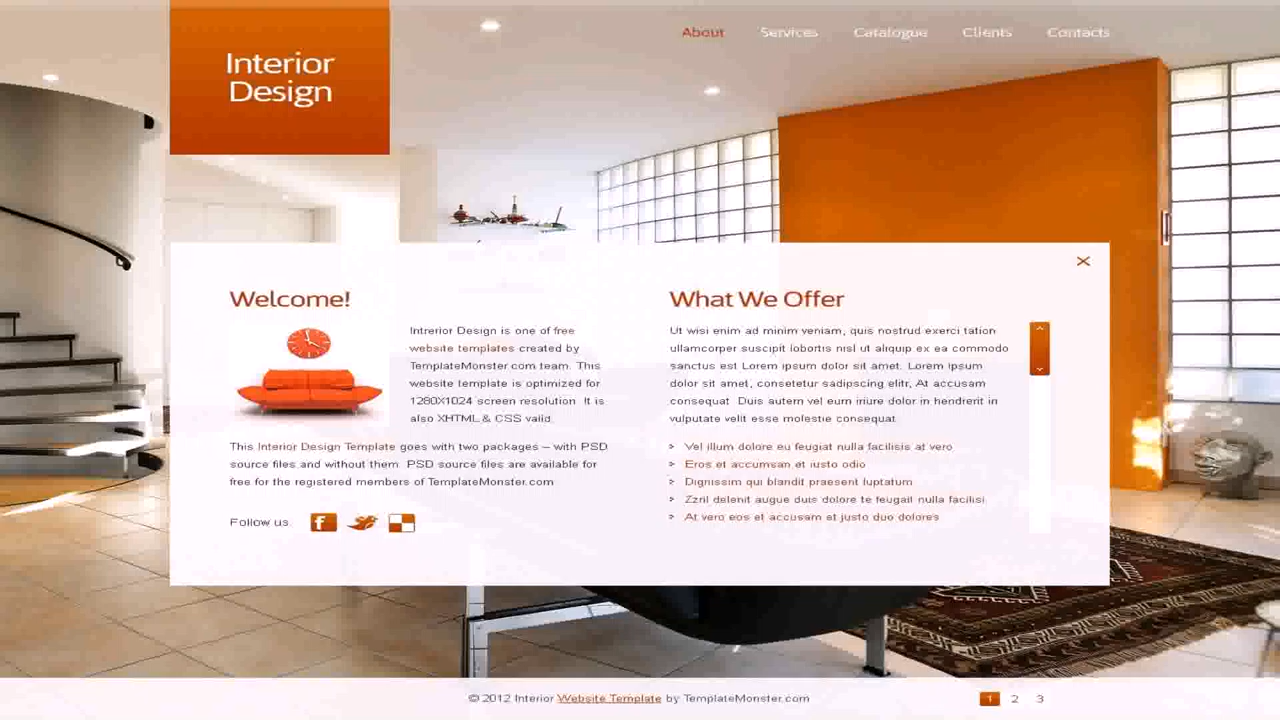 Interior
Design
About Services Catalogue Clients Contacts
Welcome!
Intrerior Design is one of free
website templates created by
TemplateMonster.com team. This
website template is optimized for
1280X1024 screen resolution. It is
also XHTML & CSS valid.
This Interior Design Template goes with two packages – with PSD
source files and without them. PSD source files are available for
free for the registered members of TemplateMonster.com
Follow us
What We Offer
Ut wisi enim ad minim veniam, quis nostrud exerci tation
ullamcorper suscipit lobortis nisl ut aliquip ex ea commodo
sanctus est Lorem ipsum dolor sit amet. Lorem ipsum
dolor sit amet, consetetur sadipscing elitr, At accusam
consequat. Duis autem vel eum iriure dolor in hendrerit in
vulputate velit esse molestie consequat.
Vel illum dolore eu feugiat nulla facilisis at vero
Eros et accumsan et iusto odio
Dignissim qui blandit praesent luptatum
Zzril delenit augue duis dolore te feugait nulla facilisi
At vero eos et accusam et justo duo dolores
© 2012 Interior Website Template by TemplateMonster.com
1 2 3